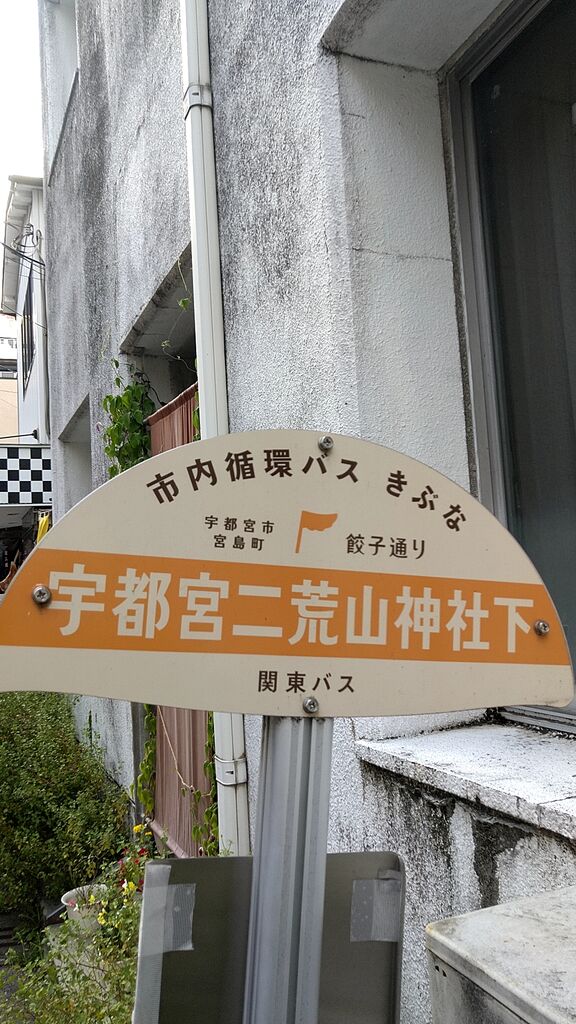 市内循環バス きぶな
宇都宮市
宮島町
餃子通り
宇都宮二荒山神社下
関東バス